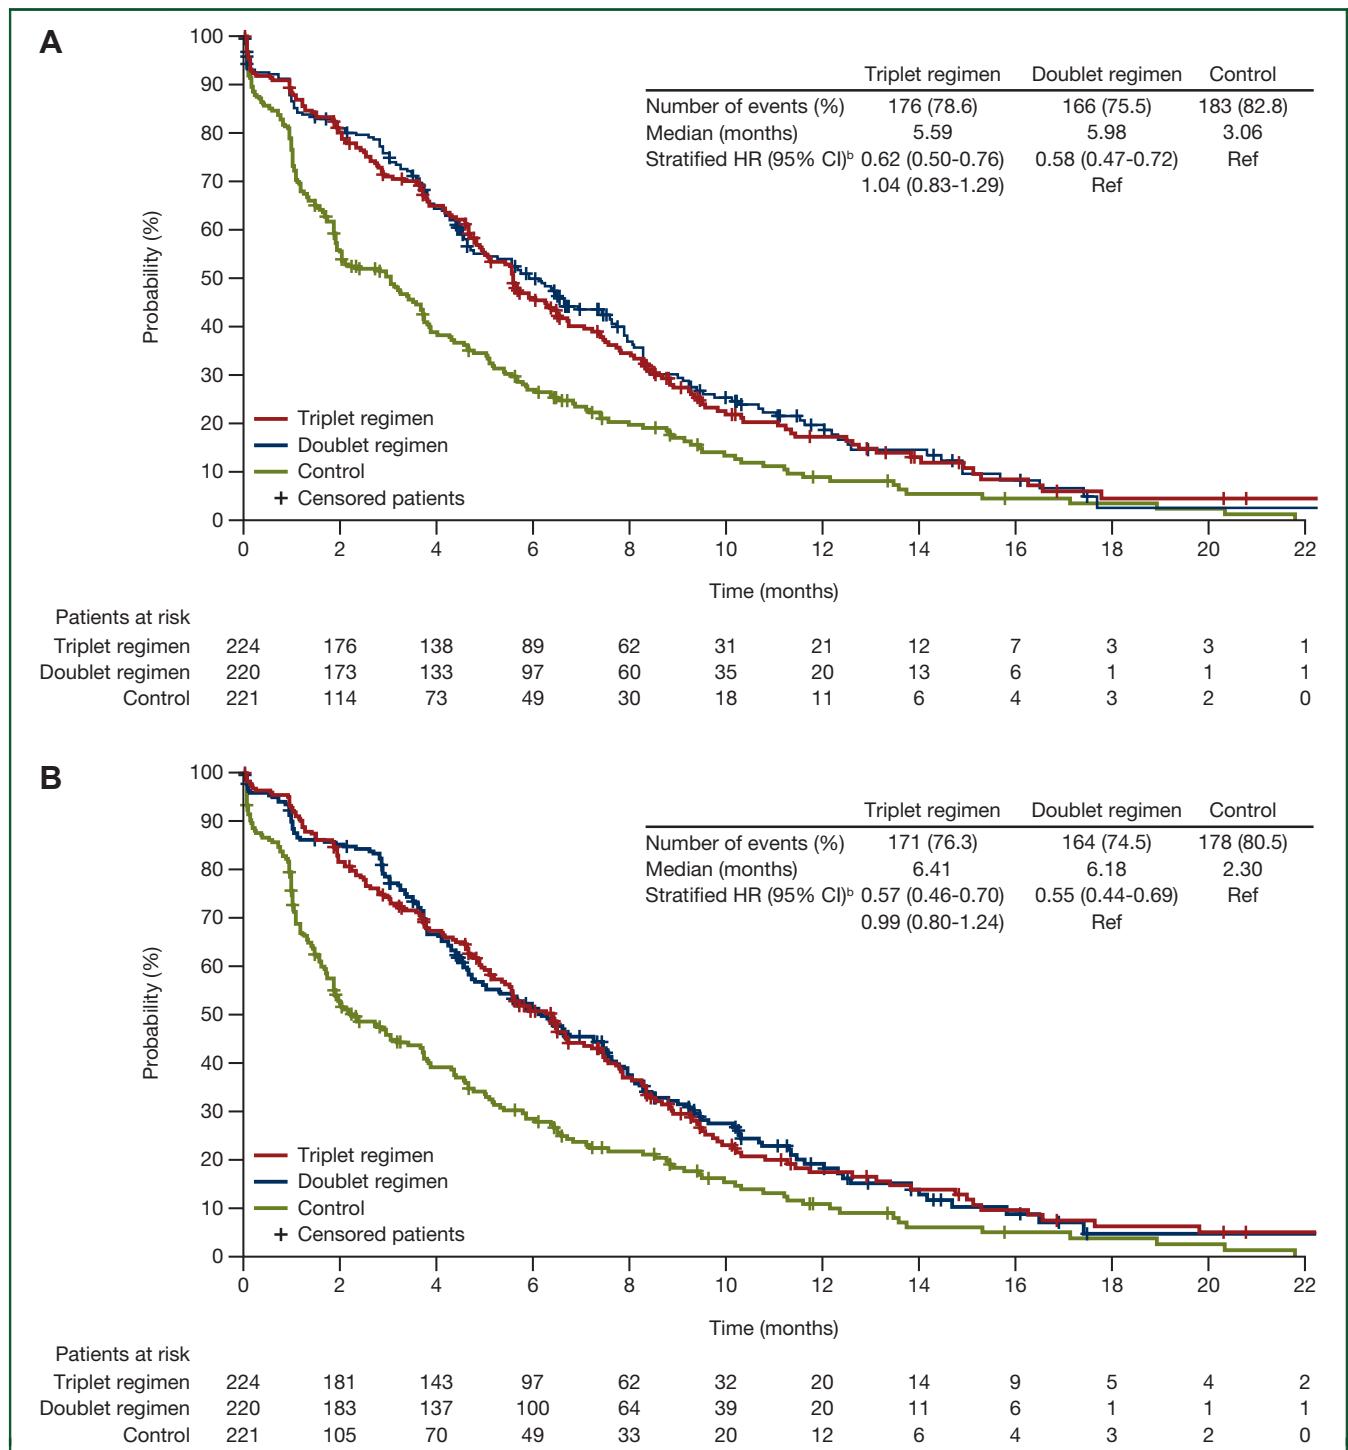 A
100
90
80
70
60
50
40
30
20
10
0
Probability (%)
Triplet regimen Doublet regimen Control
Number of events (%) 176 (78.6) 166 (75.5) 183 (82.8)
Median (months) 5.59 5.98 3.06
Stratified HR (95% CI)ᵇ 0.62 (0.50-0.76) 0.58 (0.47-0.72) Ref
1.04 (0.83-1.29) Ref
Triplet regimen
Doublet regimen
Control
+ Censored patients
0 2 4 6 8 10 12 14 16 18 20 22
Time (months)
Patients at risk
Triplet regimen 224 176 138 89 62 31 21 12 7 3 3 1
Doublet regimen 220 173 133 97 60 35 20 13 6 1 1 1
Control 221 114 73 49 30 18 11 6 4 3 2 0
B
100
90
80
70
60
50
40
30
20
10
0
Probability (%)
Triplet regimen Doublet regimen Control
Number of events (%) 171 (76.3) 164 (74.5) 178 (80.5)
Median (months) 6.41 6.18 2.30
Stratified HR (95% CI)ᵇ 0.57 (0.46-0.70) 0.55 (0.44-0.69) Ref
0.99 (0.80-1.24) Ref
Triplet regimen
Doublet regimen
Control
+ Censored patients
0 2 4 6 8 10 12 14 16 18 20 22
Time (months)
Patients at risk
Triplet regimen 224 181 143 97 62 32 20 14 9 5 4 2
Doublet regimen 220 183 137 100 64 39 20 11 6 1 1 1
Control 221 105 70 49 33 20 12 6 4 3 2 0